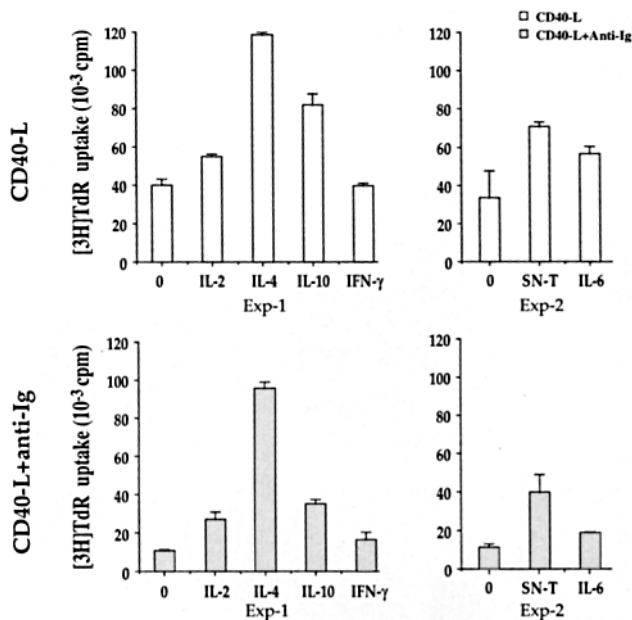 CD40-L
CD40-L+Anti-Ig
CD40-L
[3H]TdR uptake (10-3 cpm)
120
100
80
60
40
20
0
0 IL-2 IL-4 IL-10 IFN-γ
Exp-1
120
100
80
60
40
20
0
0 SN-T IL-6
Exp-2
CD40-L+anti-Ig
[3H]TdR uptake (10-3 cpm)
120
100
80
60
40
20
0
0 IL-2 IL-4 IL-10 IFN-γ
Exp-1
120
100
80
60
40
20
0
0 SN-T IL-6
Exp-2